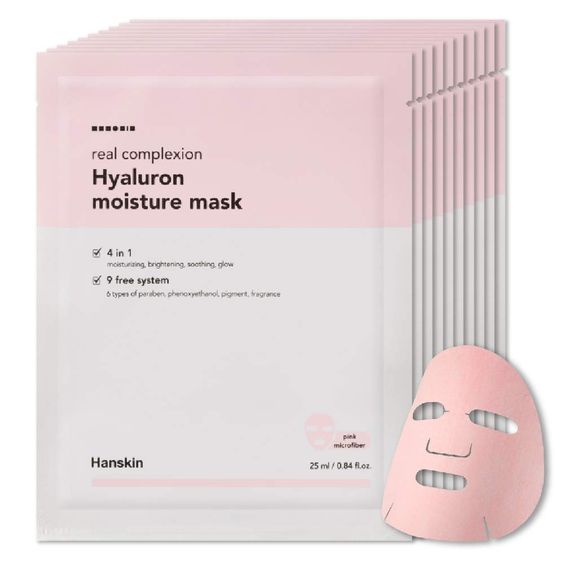 real complexion
Hyaluron
moisture mask
4 in 1
moisturizing, brightening, soothing, glow
9 free system
6 types of paraben, phenoxyethanol, pigment, fragrance
pink
microfiber
Hanskin
25 ml / 0.84 fl.oz.